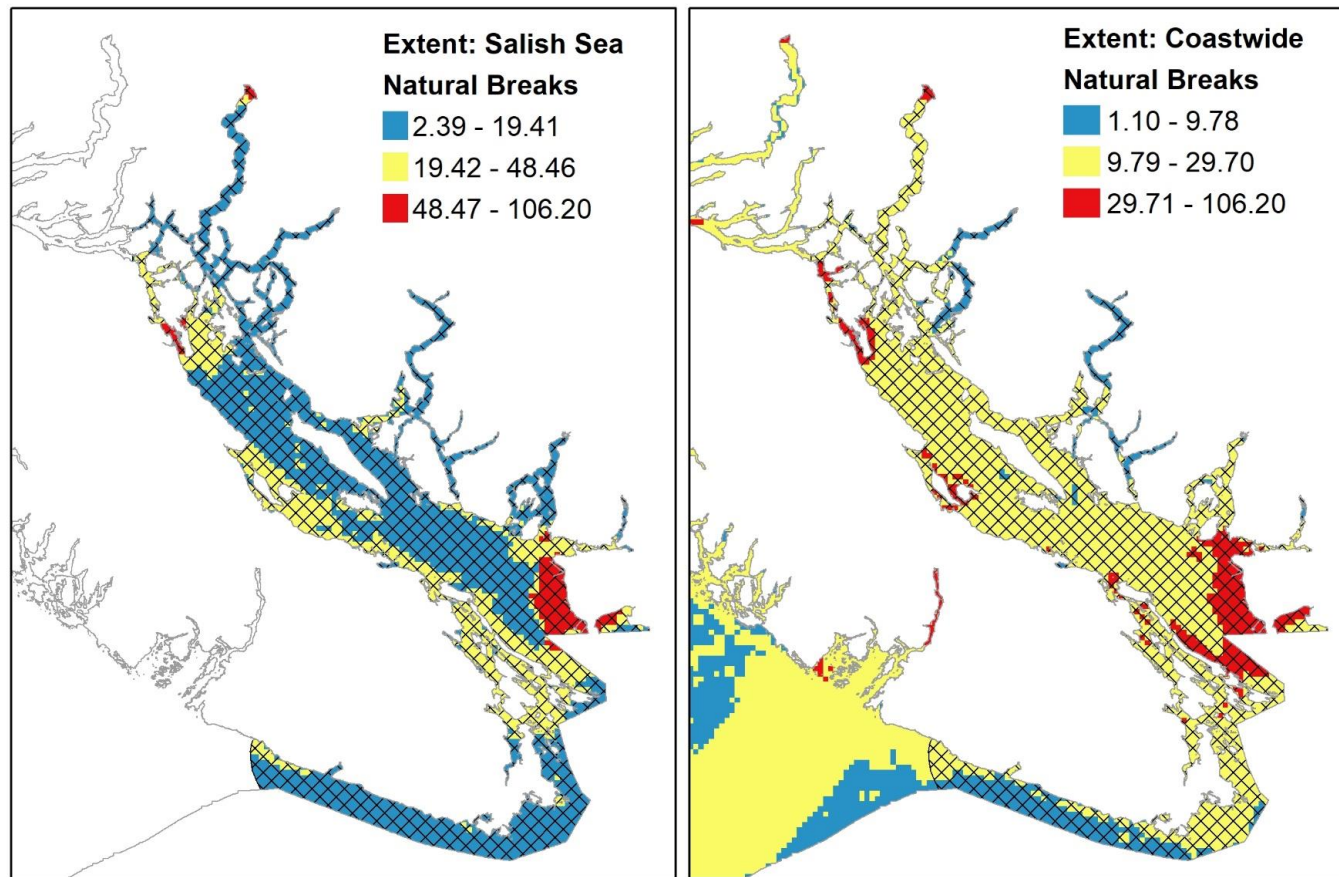 Extent: Salish Sea
Natural Breaks
2.39 - 19.41
19.42 - 48.46
48.47 - 106.20
Extent: Coastwide
Natural Breaks
1.10 - 9.78
9.79 - 29.70
29.71 - 106.20